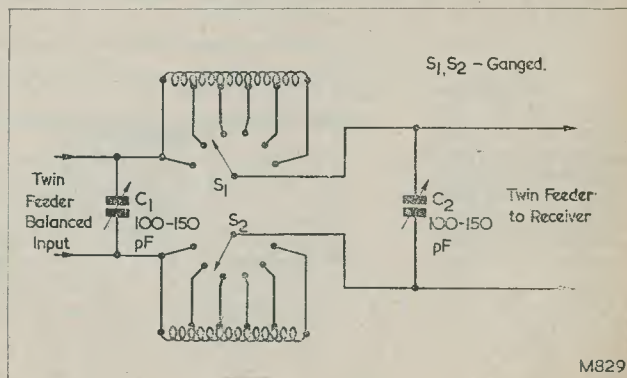 S1, S2 – Ganged.
S1
Twin
Feeder
Balanced
Input
C1
100-150
pF
S2
C2
100-150
pF
Twin Feeder
to Receiver
M829